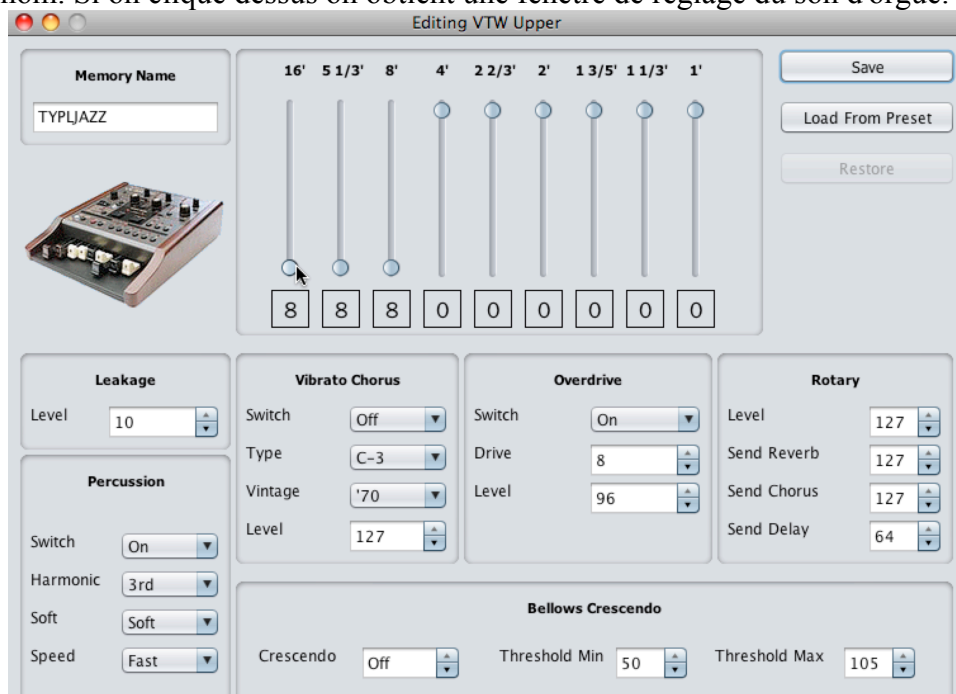 nom. Si on clique dessus on obtient une fenêtre de réglage du son d'orgue.
Editing VTW Upper
Memory Name
TYPLJAZZ
16' 5 1/3' 8' 4' 2 2/3' 2' 1 3/5' 1 1/3' 1'
8 8 8 0 0 0 0 0 0
Save
Load From Preset
Restore
Leakage
Level 10
Percussion
Switch On
Harmonic 3rd
Soft Soft
Speed Fast
Vibrato Chorus
Switch Off
Type C-3
Vintage '70
Level 127
Overdrive
Switch On
Drive 8
Level 96
Rotary
Level 127
Send Reverb 127
Send Chorus 127
Send Delay 64
Bellows Crescendo
Crescendo Off Threshold Min 50 Threshold Max 105